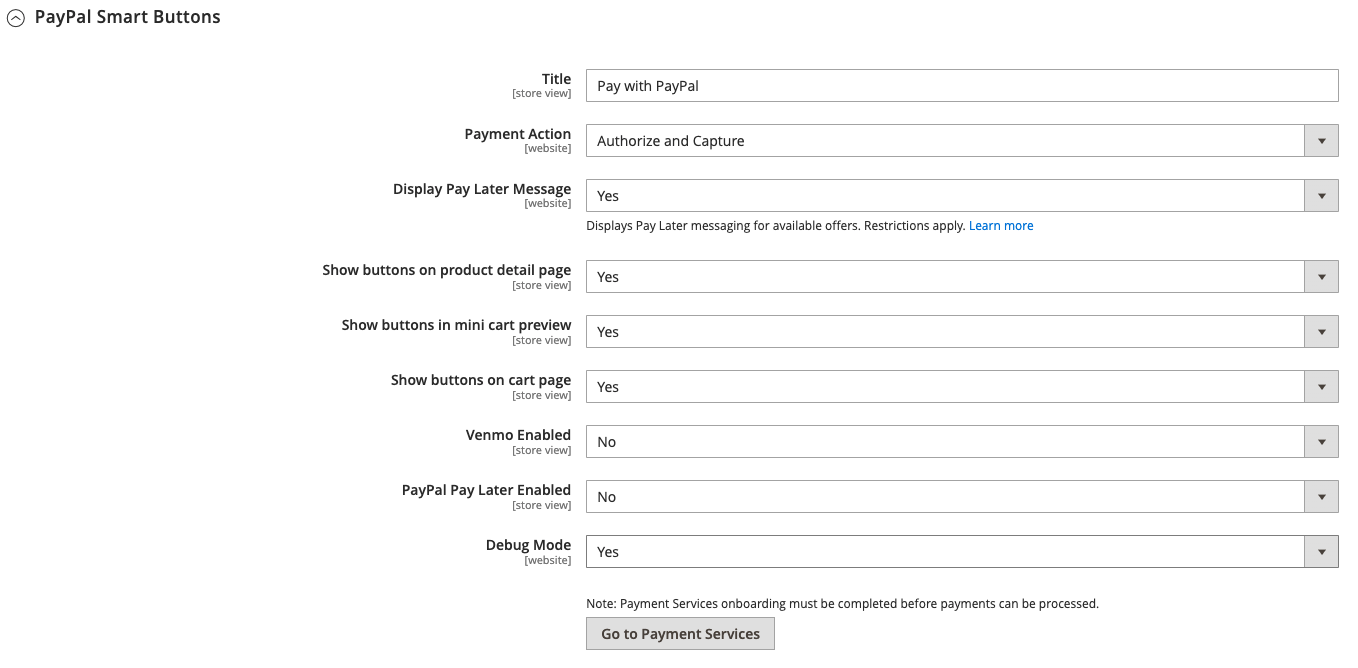 PayPal Smart Buttons
Title
[store view]
Pay with PayPal
Payment Action
[website]
Authorize and Capture
Display Pay Later Message
[website]
Yes
Displays Pay Later messaging for available offers. Restrictions apply. Learn more
Show buttons on product detail page
[store view]
Yes
Show buttons in mini cart preview
[store view]
Yes
Show buttons on cart page
[store view]
Yes
Venmo Enabled
[store view]
No
PayPal Pay Later Enabled
[store view]
No
Debug Mode
[website]
Yes
Note: Payment Services onboarding must be completed before payments can be processed.
Go to Payment Services